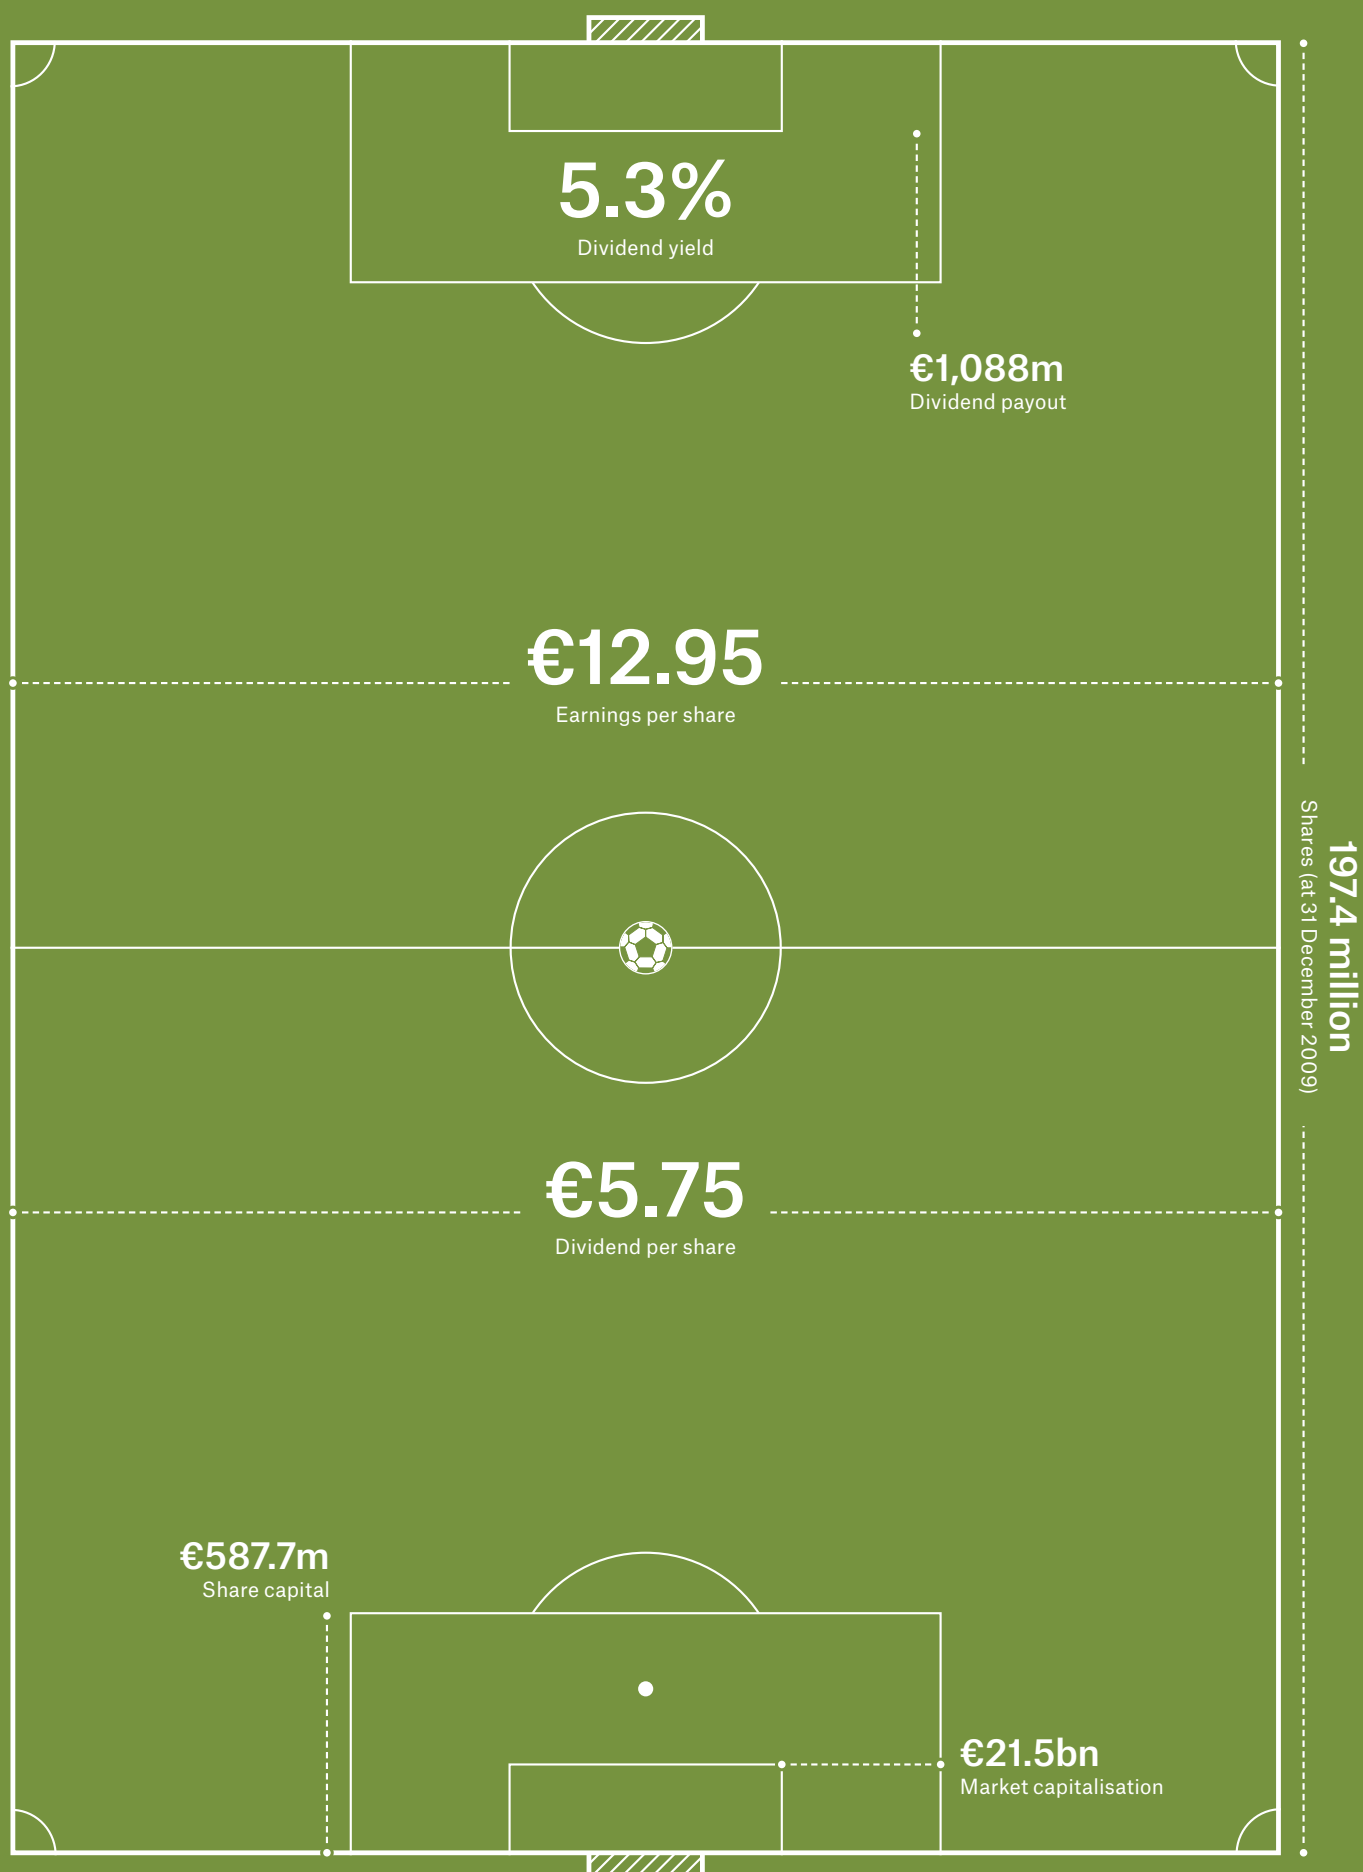 5.3%
Dividend yield
€1,088m
Dividend payout
€12.95
Earnings per share
197.4 million
Shares (at 31 December 2009)
€5.75
Dividend per share
€587.7m
Share capital
€21.5bn
Market capitalisation